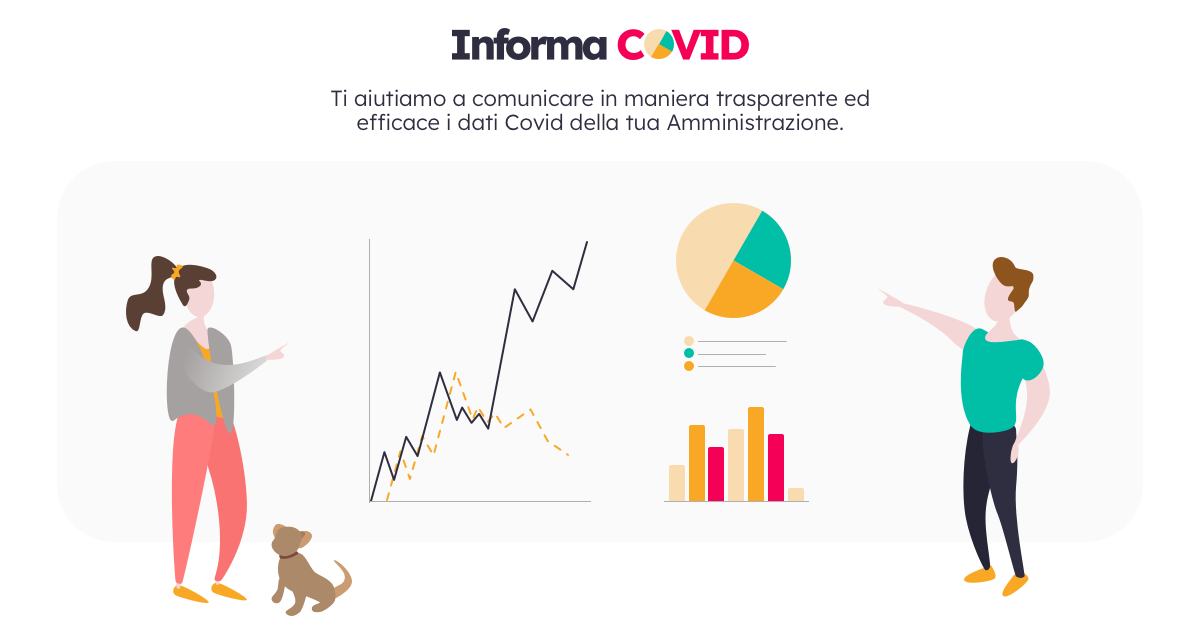 Informa COVID
Ti aiutiamo a comunicare in maniera trasparente ed
efficace i dati Covid della tua Amministrazione.